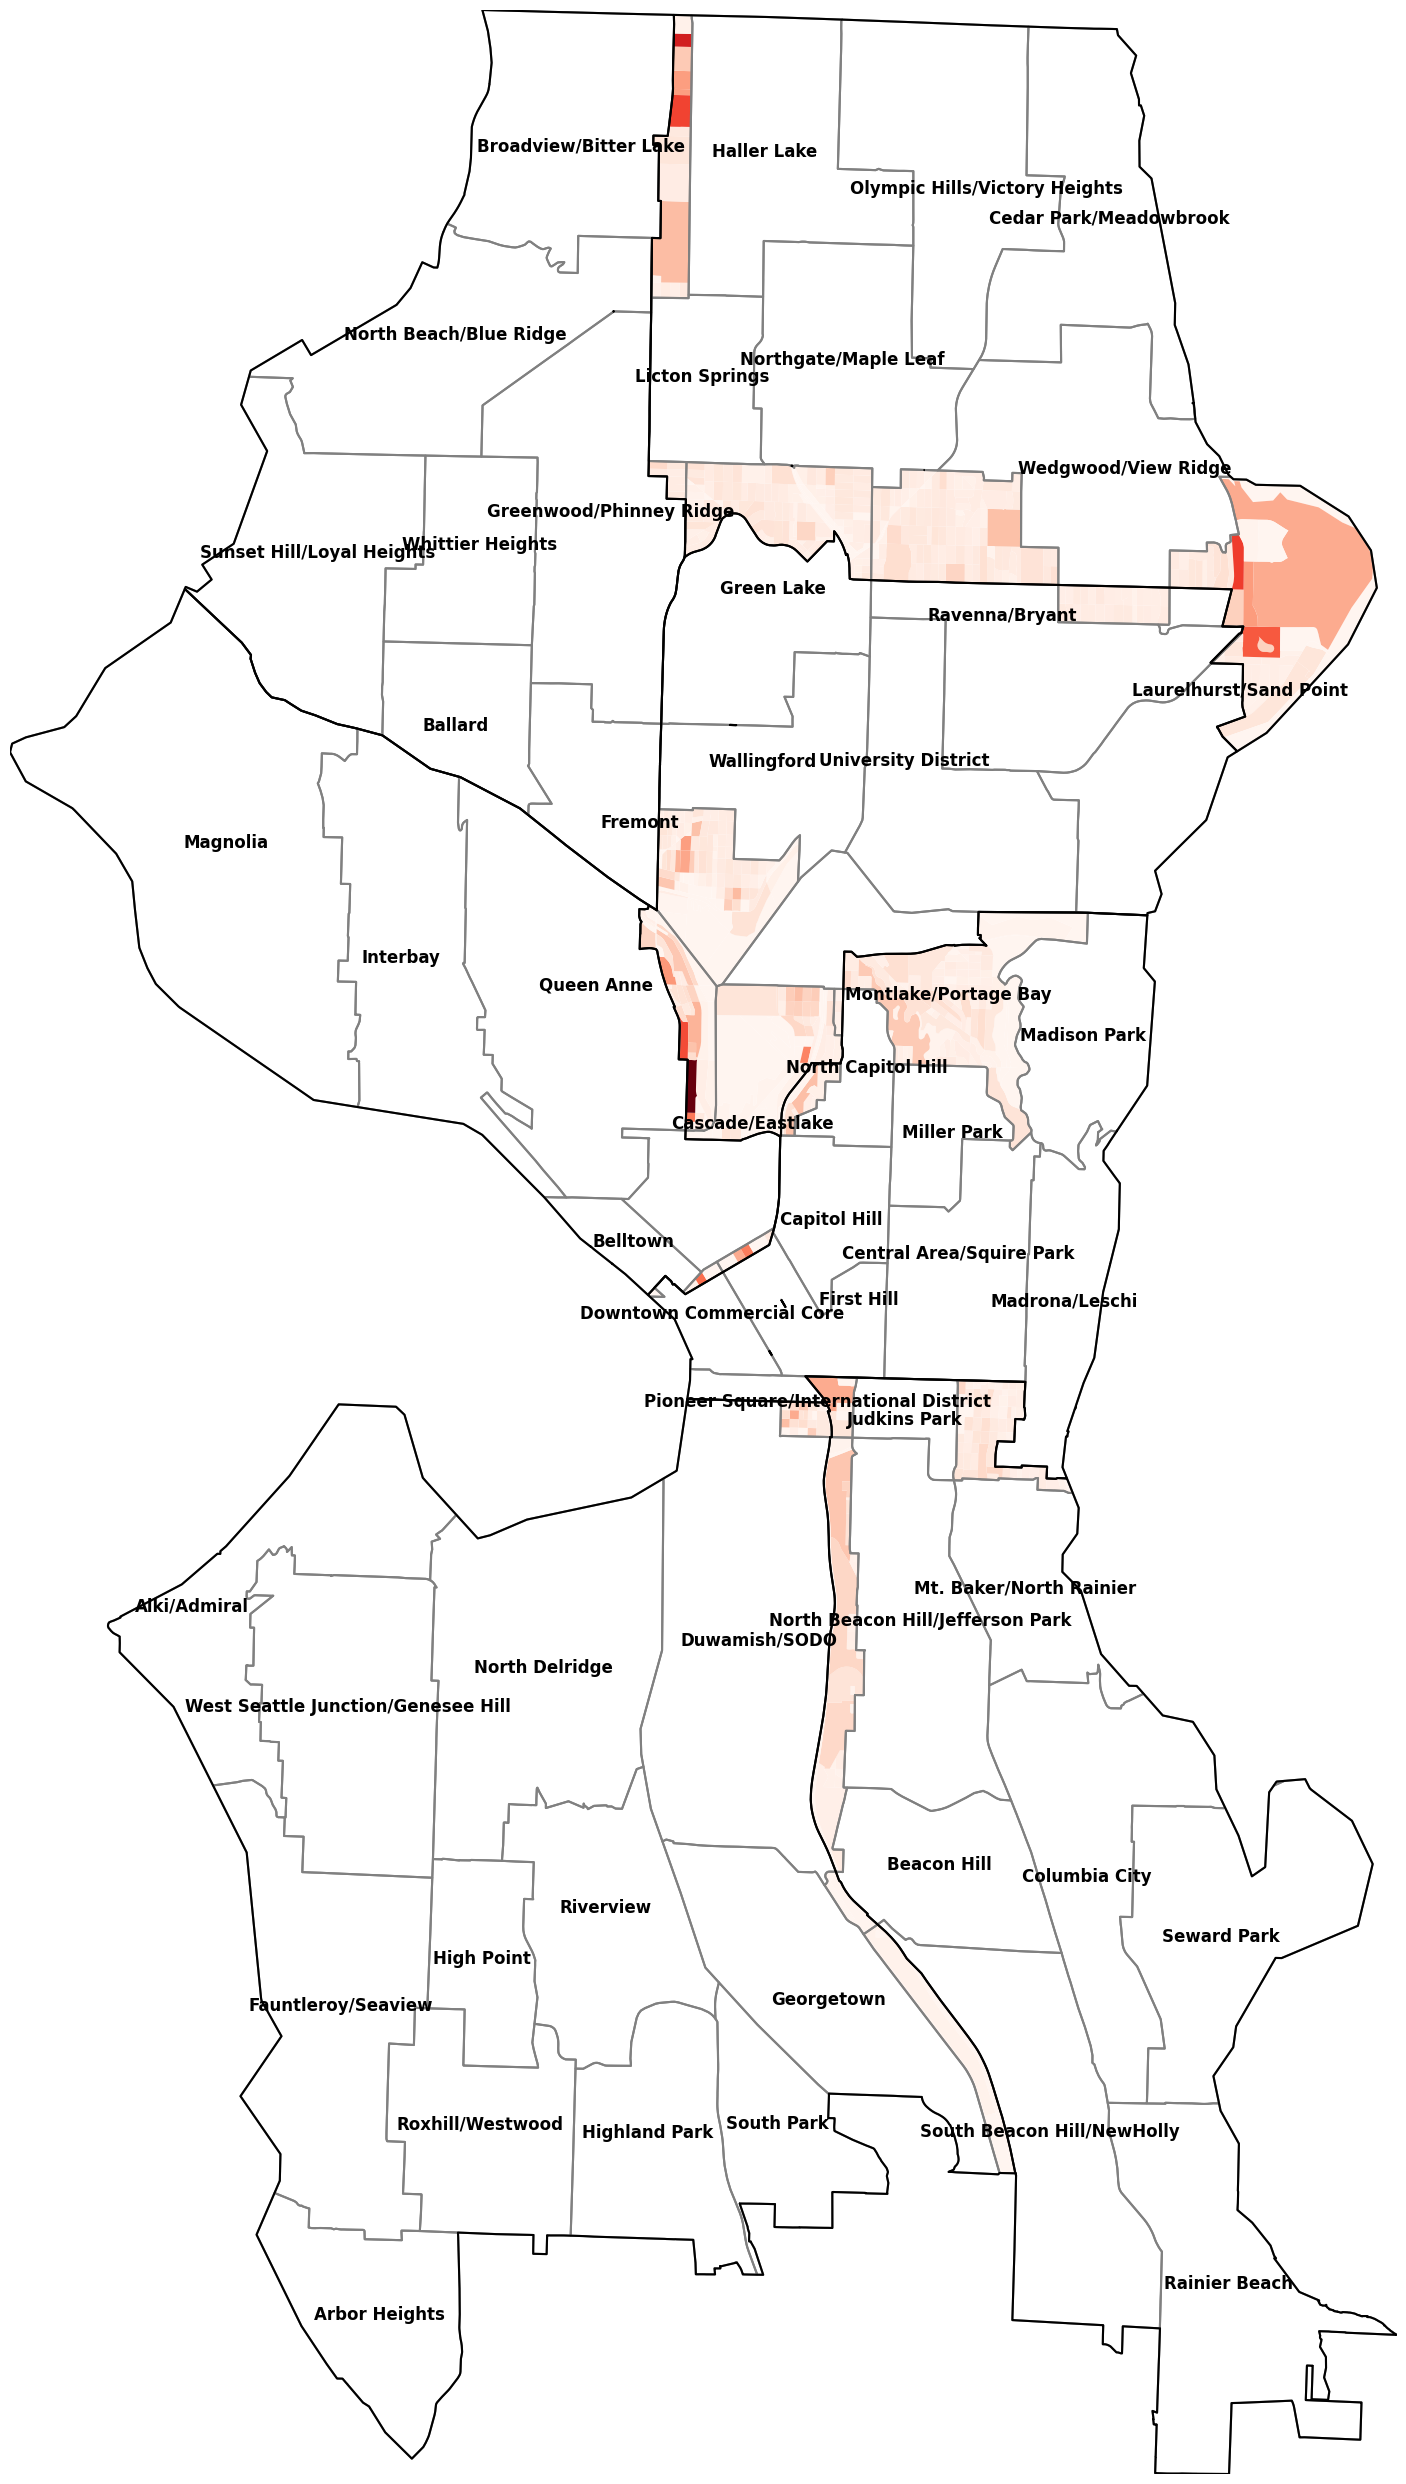 Broadview/Bitter Lake
Haller Lake
Olympic Hills/Victory Heights
Cedar Park/Meadowbrook
North Beach/Blue Ridge
Northgate/Maple Leaf
Licton Springs
Wedgwood/View Ridge
Greenwood/Phinney Ridge
Whittier Heights
Sunset Hill/Loyal Heights
Green Lake
Ravenna/Bryant
Laurelhurst/Sand Point
Ballard
Wallingford
University District
Fremont
Magnolia
Interbay
Queen Anne
Montlake/Portage Bay
Madison Park
North Capitol Hill
Cascade/Eastlake
Miller Park
Capitol Hill
Belltown
Central Area/Squire Park
First Hill
Madrona/Leschi
Downtown Commercial Core
Pioneer Square/International District
Judkins Park
Mt. Baker/North Rainier
Alki/Admiral
North Beacon Hill/Jefferson Park
Duwamish/SODO
North Delridge
West Seattle Junction/Genesee Hill
Beacon Hill
Columbia City
Riverview
Seward Park
High Point
Georgetown
Fauntleroy/Seaview
Roxhill/Westwood
South Park
Highland Park
South Beacon Hill/NewHolly
Rainier Beach
Arbor Heights